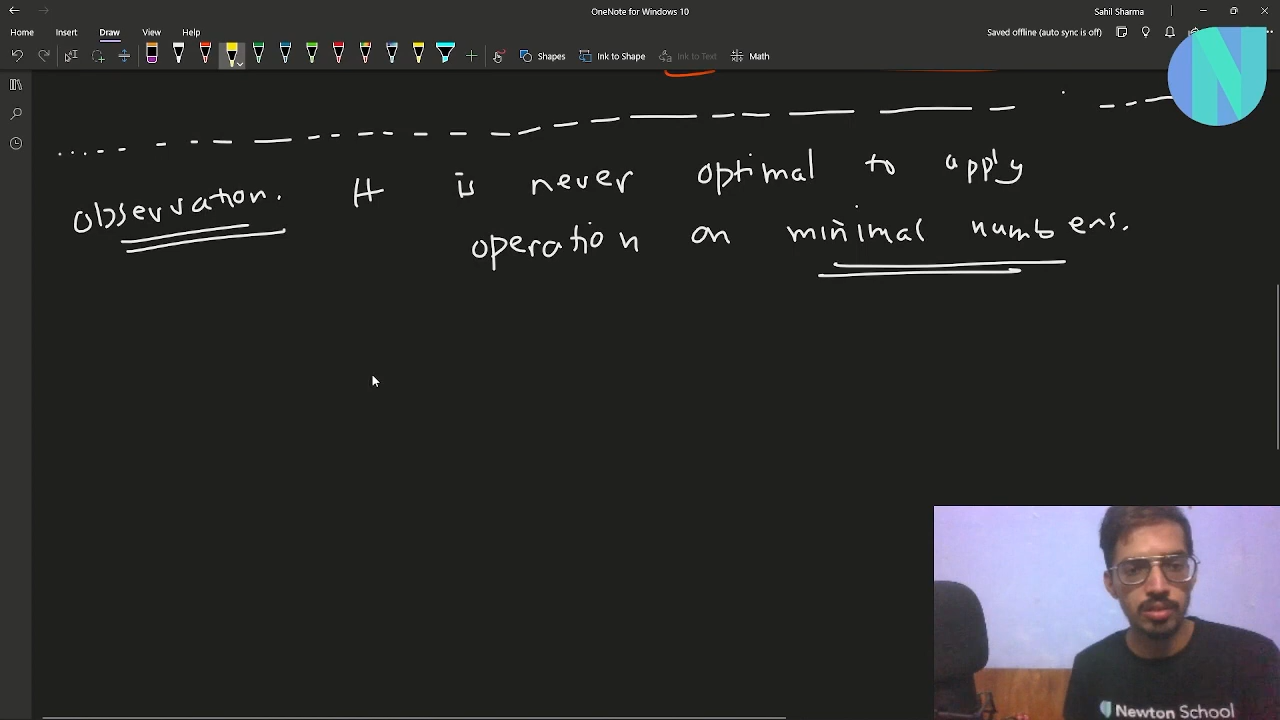 OneNote for Windows 10
Sahil Sharma
Home Insert Draw View Help
Saved offline (auto sync is off)
Shapes Ink to Shape Ink to Text Math
observation. It is never optimal to apply
operation on minimal numbers.
Newton School